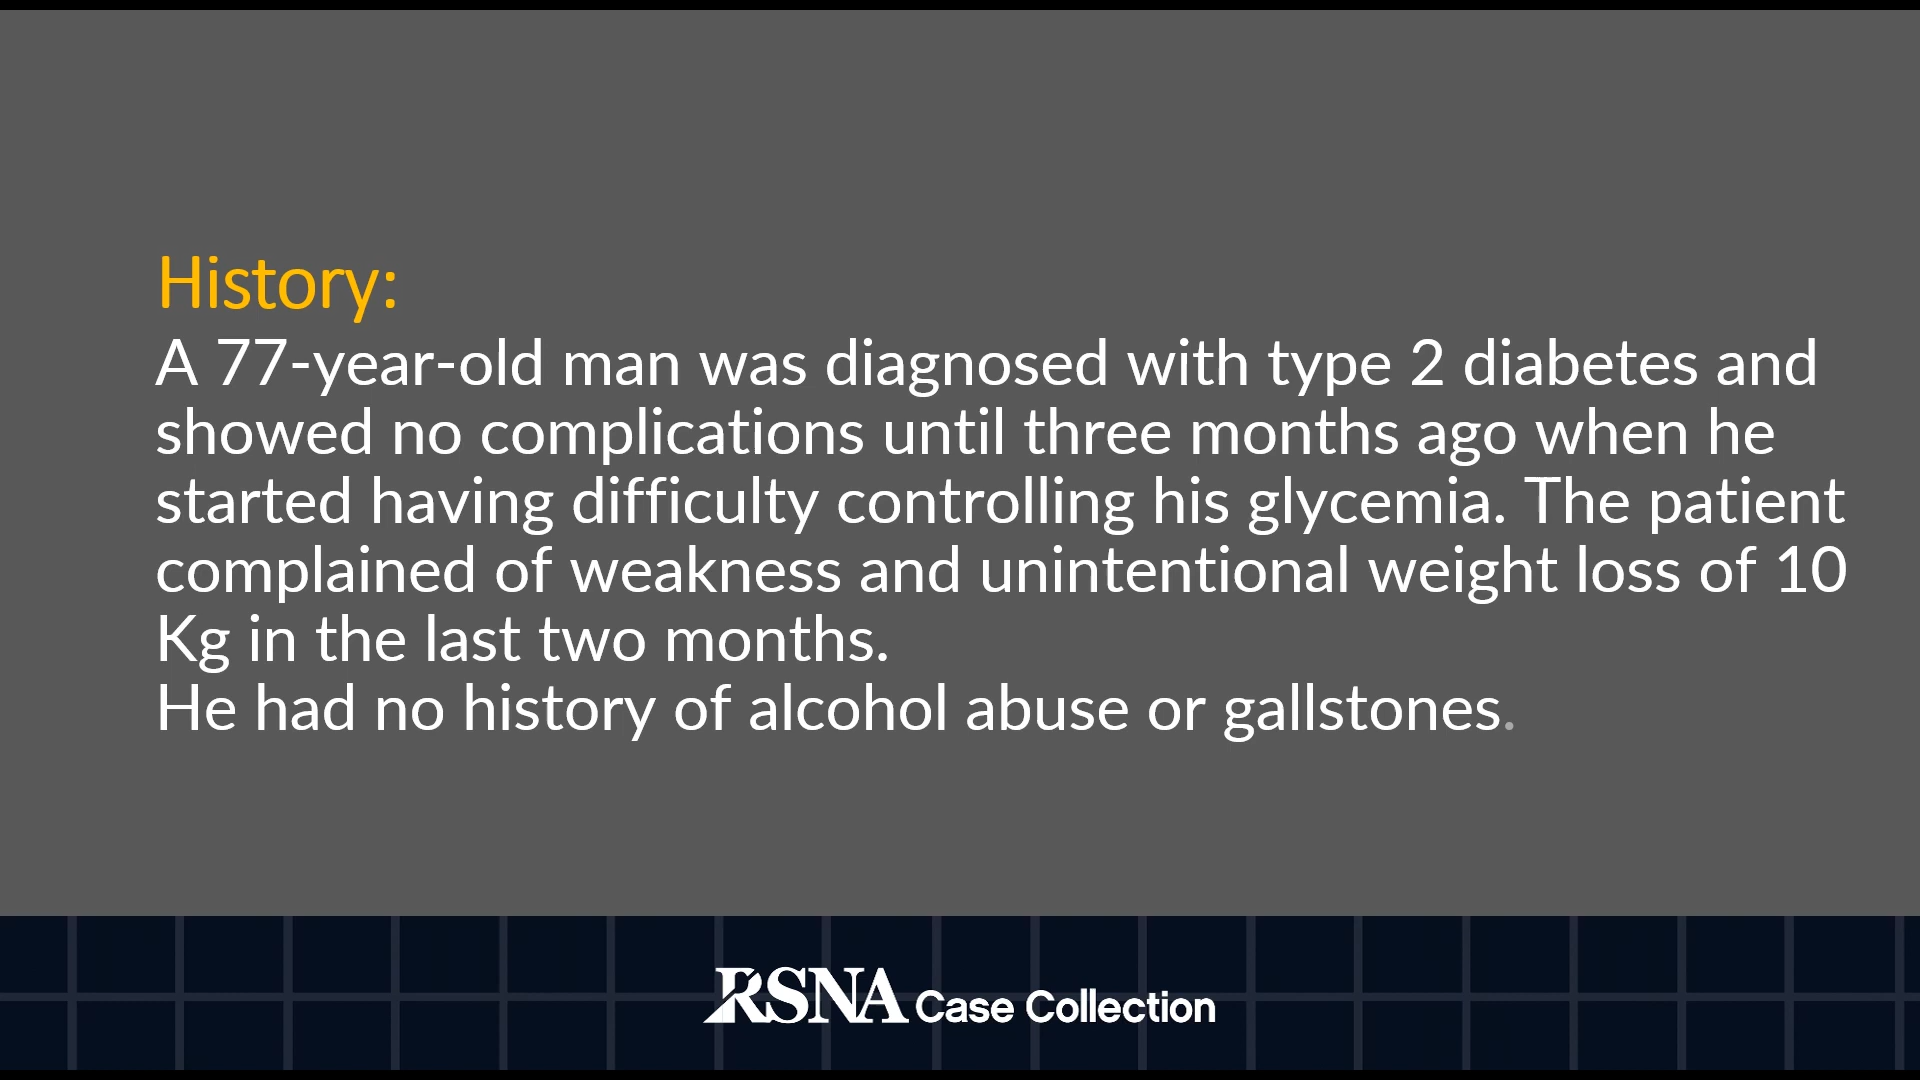 History:
A 77-year-old man was diagnosed with type 2 diabetes and
showed no complications until three months ago when he
started having difficulty controlling his glycemia. The patient
complained of weakness and unintentional weight loss of 10
Kg in the last two months.
He had no history of alcohol abuse or gallstones.
RSNA Case Collection